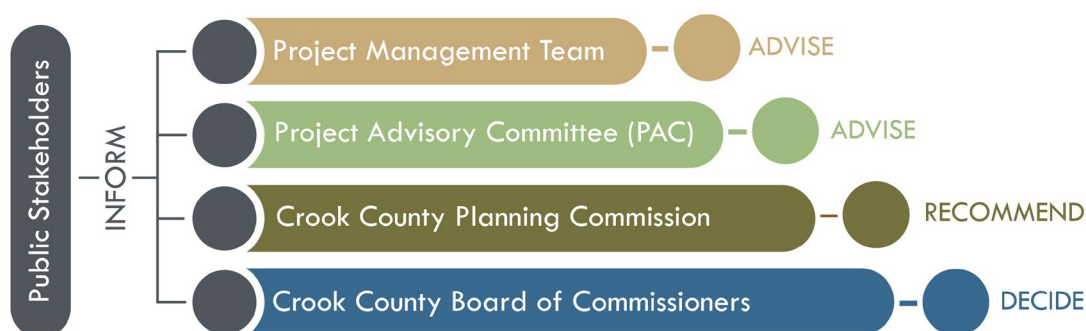 Public Stakeholders
INFORM
Project Management Team
ADVISE
Project Advisory Committee (PAC)
ADVISE
Crook County Planning Commission
RECOMMEND
Crook County Board of Commissioners
DECIDE